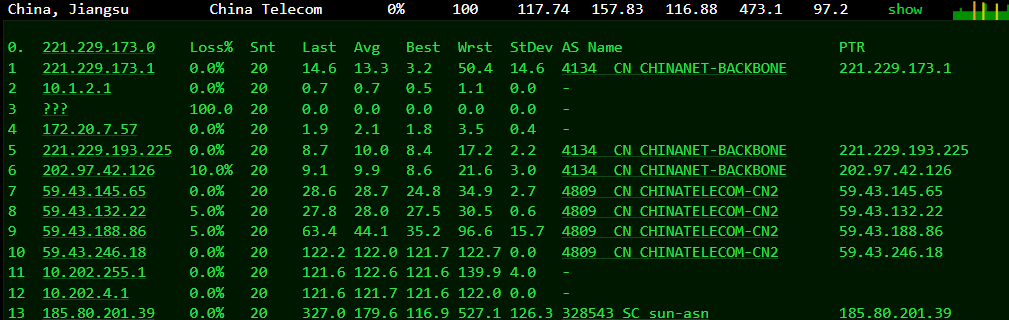 China, Jiangsu China Telecom 0% 100 117.74 157.83 116.88 473.1 97.2 show
0. 221.229.173.0 Loss% Snt Last Avg Best Wrst StDev AS Name PTR
1 221.229.173.1 0.0% 20 14.6 13.3 3.2 50.4 14.6 4134 CN CHINANET-BACKBONE 221.229.173.1
2 10.1.2.1 0.0% 20 0.7 0.7 0.5 1.1 0.0 -
3 ??? 100.0 20 0.0 0.0 0.0 0.0 0.0 -
4 172.20.7.57 0.0% 20 1.9 2.1 1.8 3.5 0.4 -
5 221.229.193.225 0.0% 20 8.7 10.0 8.4 17.2 2.2 4134 CN CHINANET-BACKBONE 221.229.193.225
6 202.97.42.126 10.0% 20 9.1 9.9 8.6 21.6 3.0 4134 CN CHINANET-BACKBONE 202.97.42.126
7 59.43.145.65 0.0% 20 28.6 28.7 24.8 34.9 2.7 4809 CN CHINATELECOM-CN2 59.43.145.65
8 59.43.132.22 5.0% 20 27.8 28.0 27.5 30.5 0.6 4809 CN CHINATELECOM-CN2 59.43.132.22
9 59.43.188.86 5.0% 20 63.4 44.1 35.2 96.6 15.7 4809 CN CHINATELECOM-CN2 59.43.188.86
10 59.43.246.18 0.0% 20 122.2 122.0 121.7 122.7 0.0 4809 CN CHINATELECOM-CN2 59.43.246.18
11 10.202.255.1 0.0% 20 121.6 122.6 121.6 139.9 4.0 -
12 10.202.4.1 0.0% 20 121.6 121.7 121.6 122.0 0.0 -
13 185.80.201.39 0.0% 20 327.0 179.6 116.9 527.1 126.3 328543 SC sun-asn 185.80.201.39